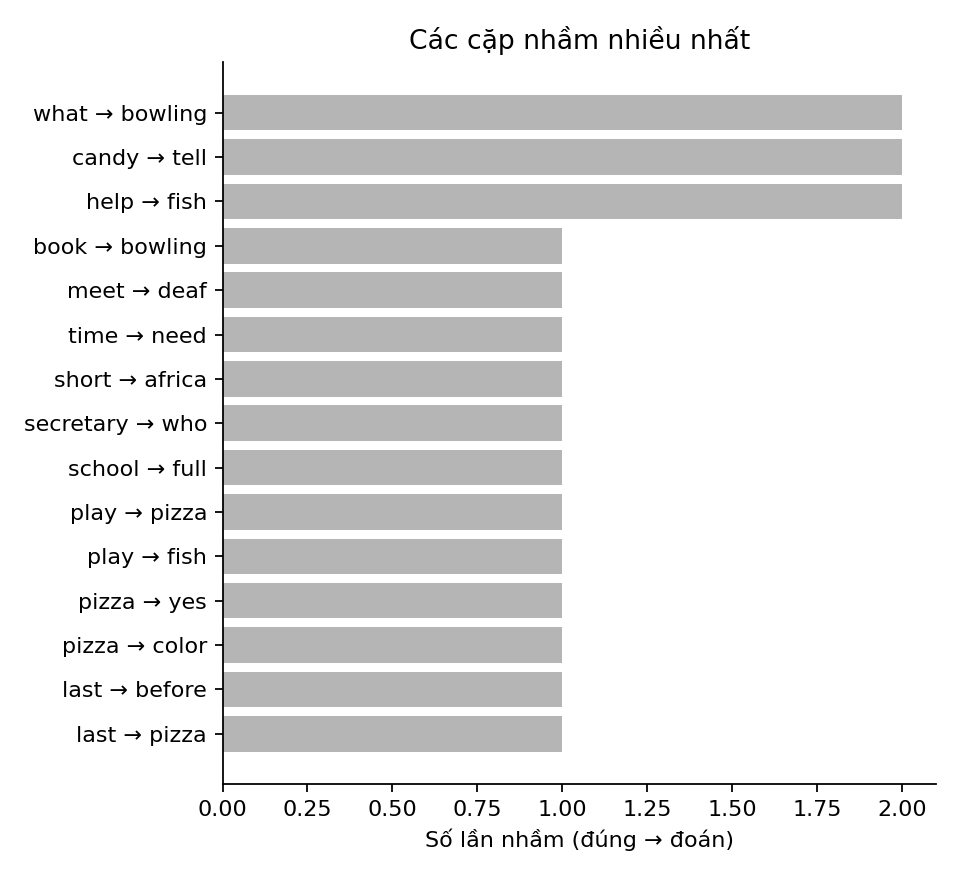 Các cặp nhầm nhiều nhất
what → bowling
candy → tell
help → fish
book → bowling
meet → deaf
time → need
short → africa
secretary → who
school → full
play → pizza
play → fish
pizza → yes
pizza → color
last → before
last → pizza
0.00 0.25 0.50 0.75 1.00 1.25 1.50 1.75 2.00
Số lần nhầm (đúng → đoán)